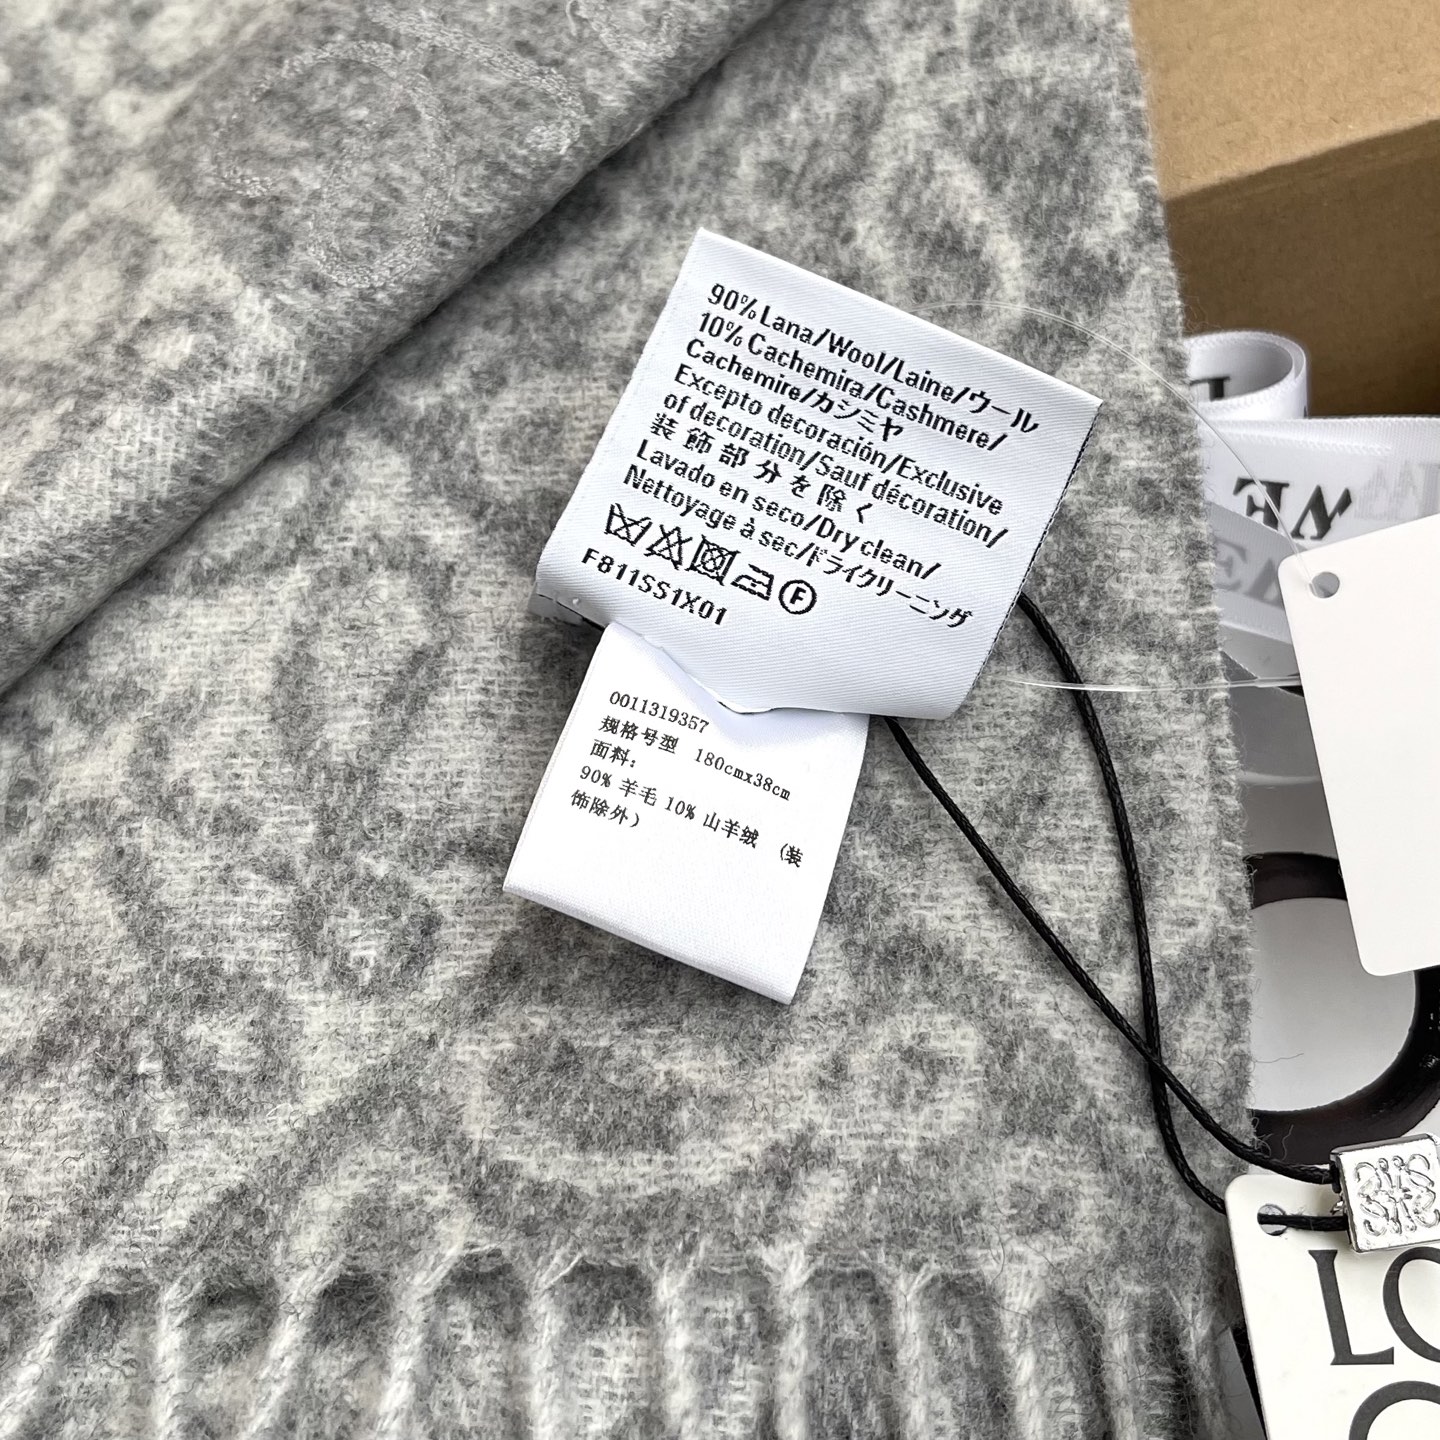 90% Lana/Wool/Laine/ウール
10% Cachemira/Cashmere/
Cachemire/カシミヤ
Excepto decoración/Exclusive
of decoration/Sauf décoration/
装飾部分を除く
Lavado en seco/Dry clean/
Nettoyage à sec/ドライクリーニング
F
F811SS1X01
0011319357
规格号型 180cmx38cm
面料:
90% 羊毛 10% 山羊绒 (装
饰除外)
LO